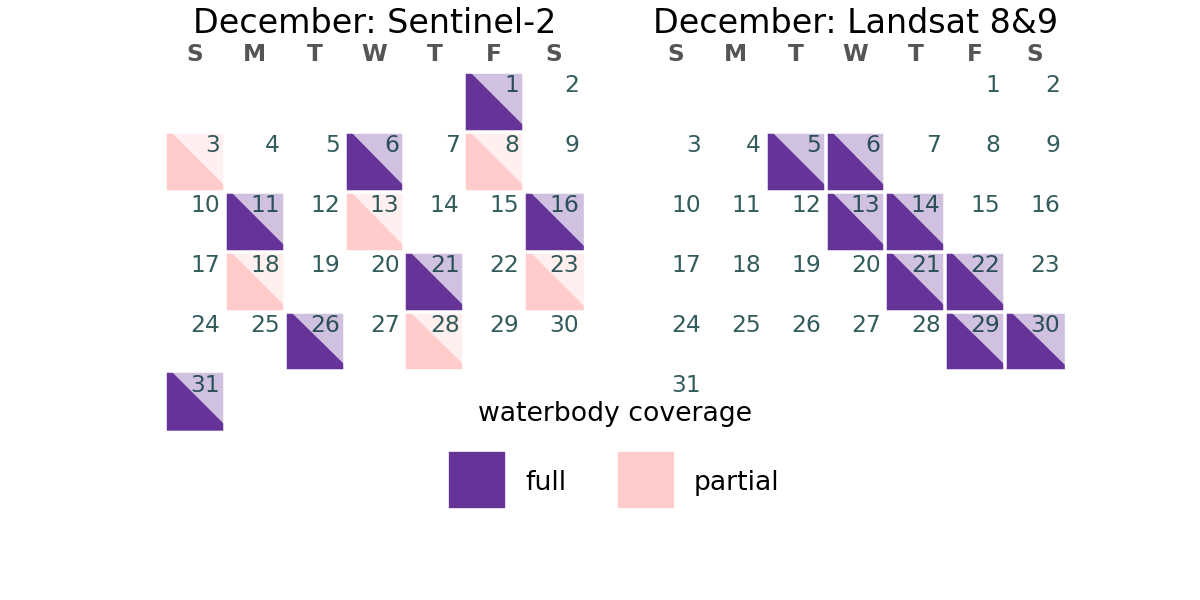 December: Sentinel-2
S M T W T F S
1 2
3 4 5 6 7 8 9
10 11 12 13 14 15 16
17 18 19 20 21 22 23
24 25 26 27 28 29 30
31
December: Landsat 8&9
S M T W T F S
1 2
3 4 5 6 7 8 9
10 11 12 13 14 15 16
17 18 19 20 21 22 23
24 25 26 27 28 29 30
31
waterbody coverage
full
partial